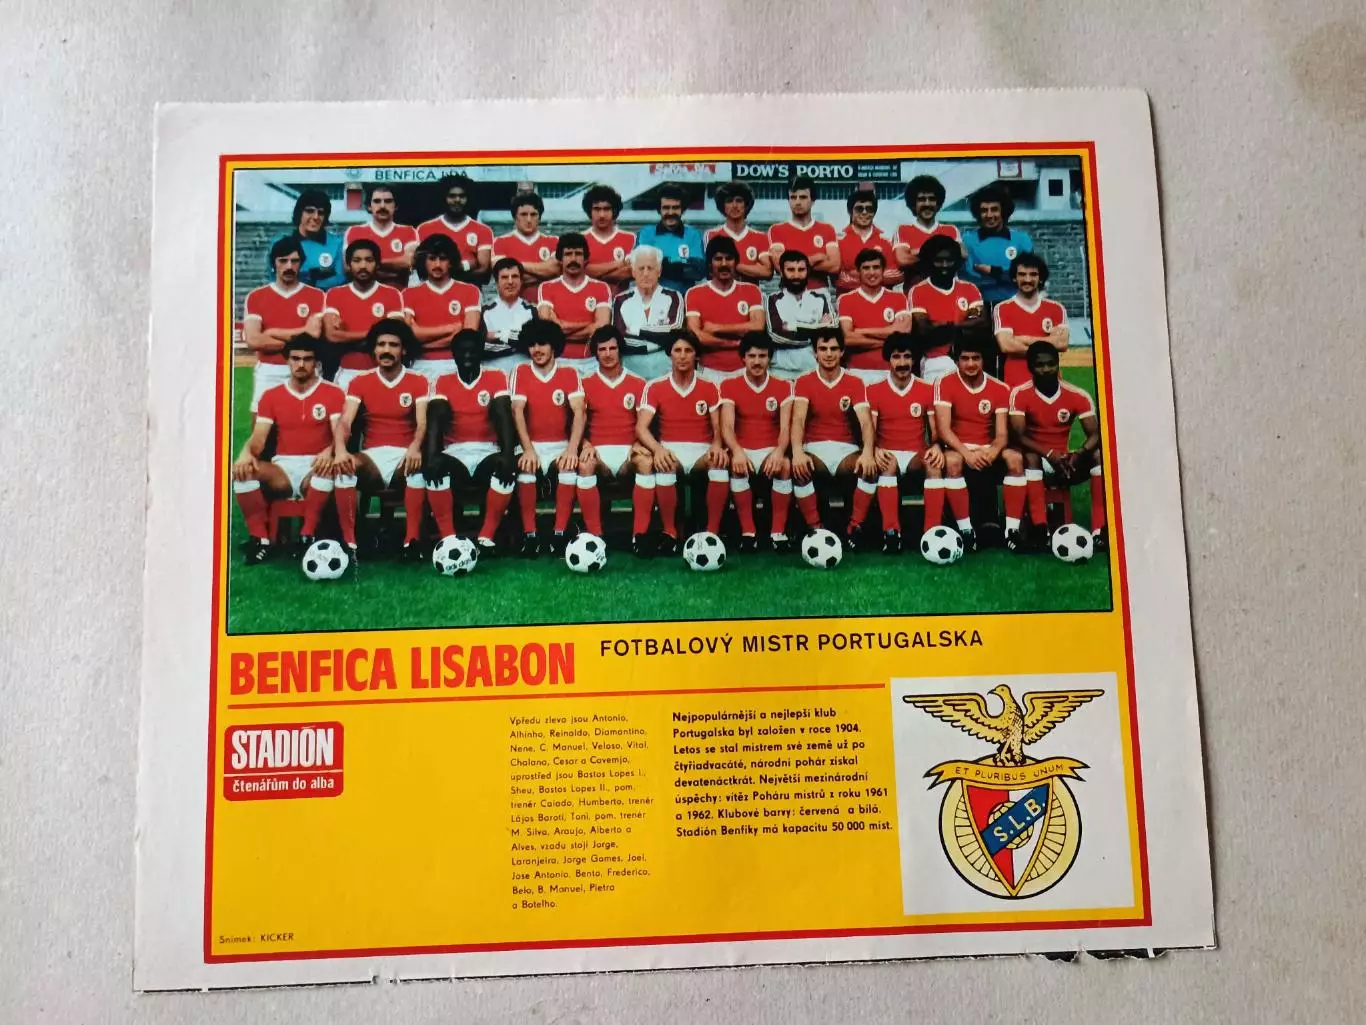 BENFICA LDA
DOW'S PORTO
BENFICA LISABON
FOTBALOVÝ MISTR PORTUGALSKA
STADIÓN
čtenářům do alba
Vpředu zleva jsou Antonio,
Alhinho, Reinaldo, Diamantino,
Nene, C. Manuel, Veloso, Vital,
Chalana, Cesar a Cavemjo,
uprostřed jsou Bastos Lopes I.,
Sheu, Bastos Lopes II., pom.
trenér Caiado, Humberto, trenér
Lájos Baroti, Toni, pom. trenér
M. Silva, Araujo, Alberto a
Alves, vzadu stojí Jorge,
Laranjeira, Jorge Gomes, Joel,
Jose Antonio, Bento, Frederico,
Belo, B. Manuel, Pietra
a Botelho.
Nejpopulárnější a nejlepší klub
Portugalska byl založen v roce 1904.
Letos se stal mistrem své země už po
čtyřiadvacáté, národní pohár získal
devatenáctkrát. Největší mezinárodní
úspěchy: vítěz Poháru mistrů z roku 1961
a 1962. Klubové barvy: červená a bílá.
Stadión Benfiky má kapacitu 50 000 míst.
ET PLURIBUS UNUM
S.L.B.
Snímek: KICKER